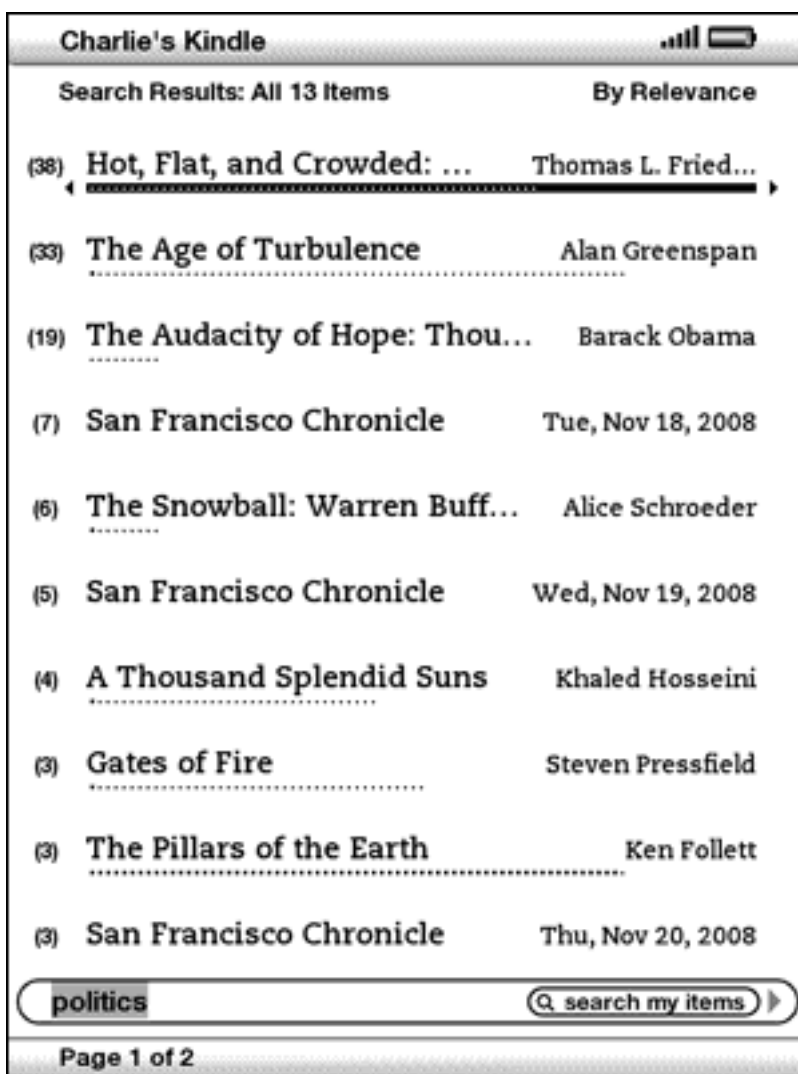 Charlie's Kindle
Search Results: All 13 Items By Relevance
(38) Hot, Flat, and Crowded: ... Thomas L. Fried...
(33) The Age of Turbulence Alan Greenspan
(19) The Audacity of Hope: Thou... Barack Obama
(7) San Francisco Chronicle Tue, Nov 18, 2008
(6) The Snowball: Warren Buff... Alice Schroeder
(5) San Francisco Chronicle Wed, Nov 19, 2008
(4) A Thousand Splendid Suns Khaled Hosseini
(3) Gates of Fire Steven Pressfield
(3) The Pillars of the Earth Ken Follett
(3) San Francisco Chronicle Thu, Nov 20, 2008
politics search my items
Page 1 of 2